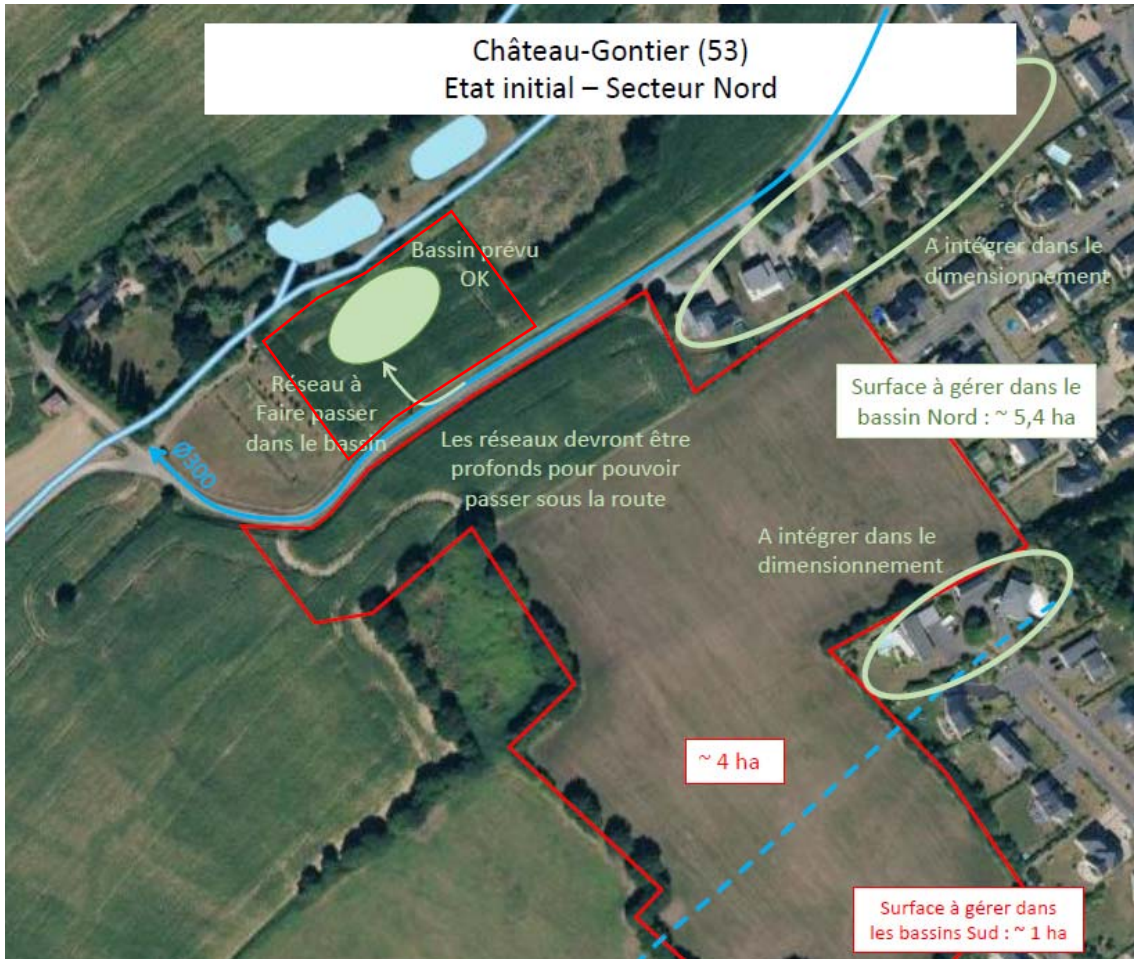 Château-Gontier (53)
Etat initial – Secteur Nord
Bassin prévu
OK
A intégrer dans le
dimensionnement
Réseau à
Faire passer
dans le bassin
Ø300
Surface à gérer dans le
bassin Nord : ~ 5,4 ha
Les réseaux devront être
profonds pour pouvoir
passer sous la route
A intégrer dans le
dimensionnement
~ 4 ha
Surface à gérer dans
les bassins Sud : ~ 1 ha